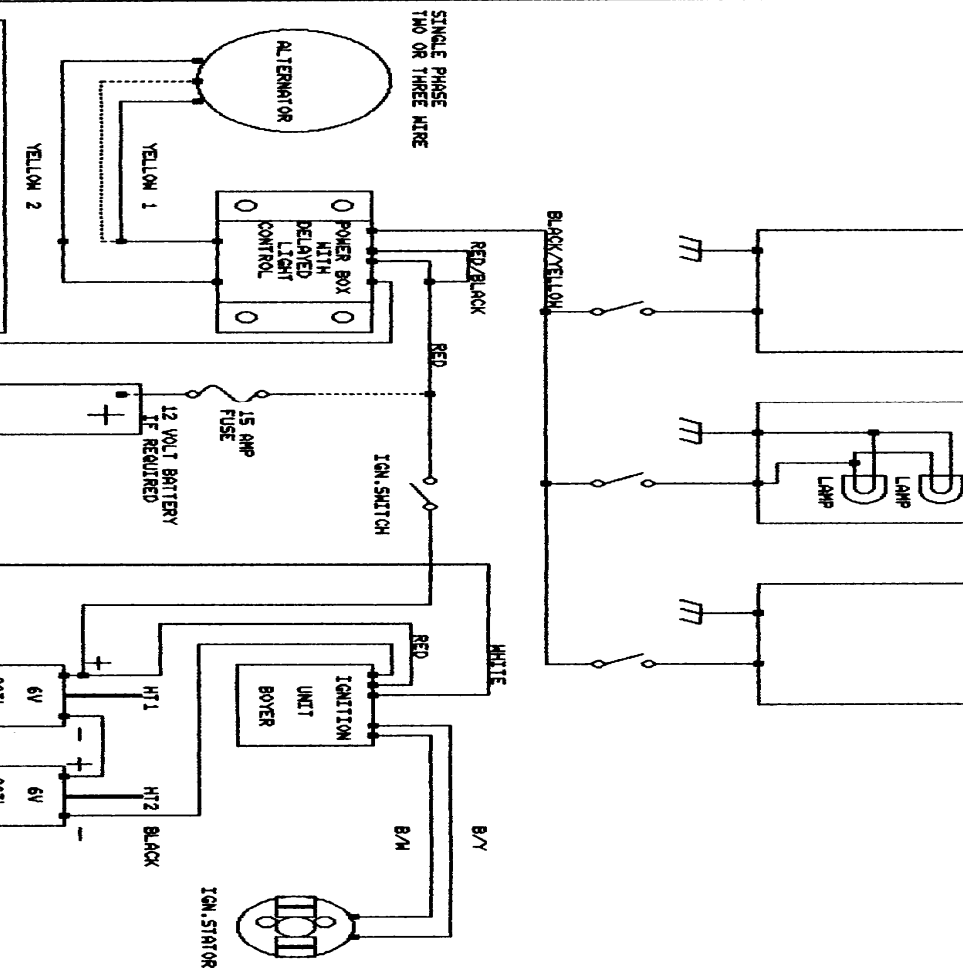 SINGLE PHASE
TWO OR THREE WIRE
ALTERNATOR
YELLOW 1
YELLOW 2
POWER BOX
WITH
DELAYED
LIGHT
CONTROL
BLACK/YELLOW
RED/BLACK
RED
15 AMP
FUSE
12 VOLT BATTERY
IF REQUIRED
+
IGN.SWITCH
LAMP
LAMP
WHITE
RED
IGNITION
UNIT
BOYER
+
HT1
6V
-
+
HT2
6V
-
BLACK
B/Y
B/W
IGN.STATOR